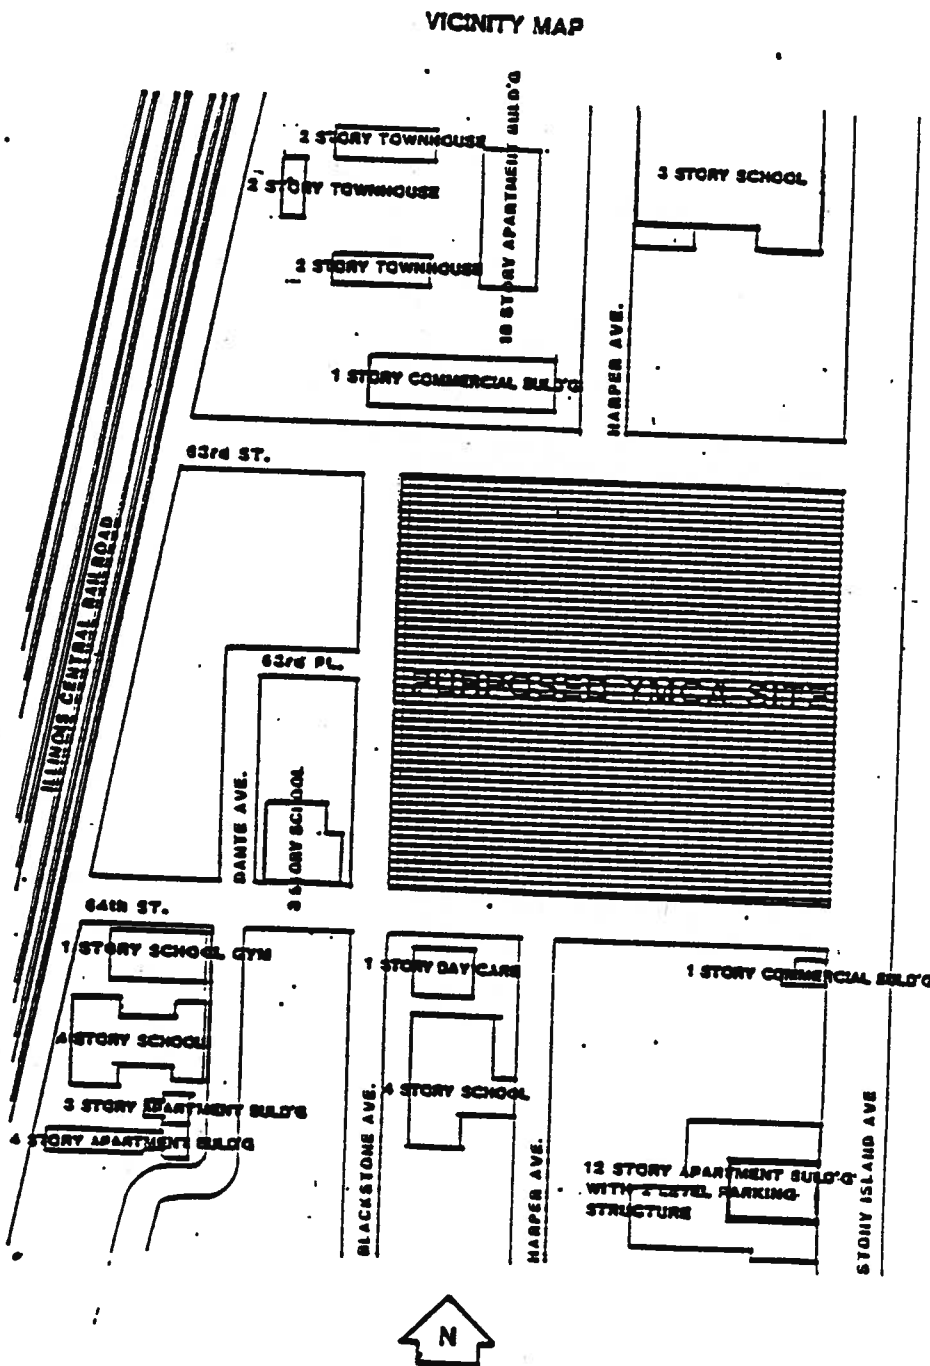 VICINITY MAP
2 STORY TOWNHOUSE
2 STORY TOWNHOUSE
2 STORY TOWNHOUSE
STORY APARTMENT BUILD'G
3 STORY SCHOOL
1 STORY COMMERCIAL BULD'G
HARPER AVE.
63rd ST.
ILLINOIS CENTRAL RAILROAD
63rd PL.
YMCA SITE
DANTE AVE.
STORY SCHOOL
64th ST.
1 STORY SCHOOL GYM
1 STORY DAY CARE
1 STORY COMMERCIAL BULD'G
4 STORY SCHOOL
4 STORY SCHOOL
3 STORY APARTMENT BULD'G
4 STORY APARTMENT BULD'G
BLACKSTONE AVE.
HARPER AVE.
12 STORY APARTMENT BULD'G
WITH 2 LEVEL PARKING
STRUCTURE
STONY ISLAND AVE
N